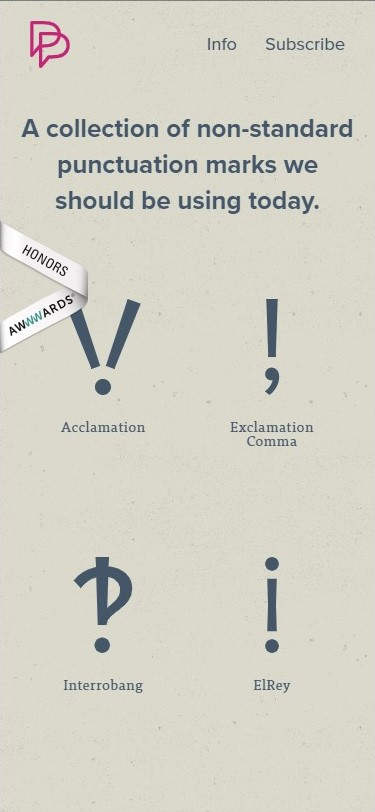 Info Subscribe
A collection of non-standard
punctuation marks we
should be using today.
HONORS
AWWWARDS®
Acclamation
Exclamation
Comma
Interrobang
ElRey